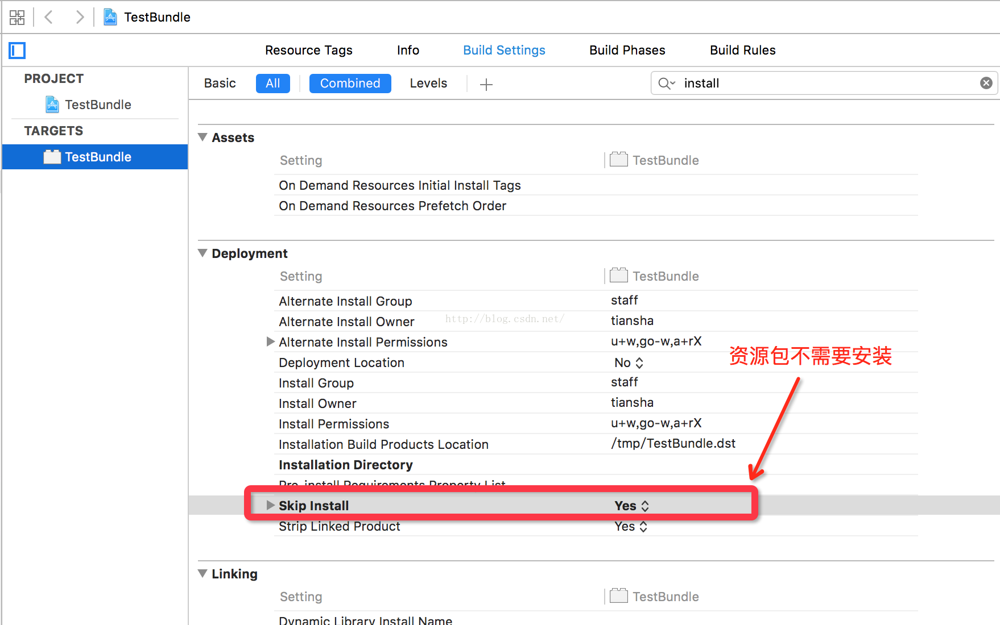 TestBundle
Resource Tags Info Build Settings Build Phases Build Rules
PROJECT
TestBundle
TARGETS
TestBundle
Basic All Combined Levels install
Assets
Setting TestBundle
On Demand Resources Initial Install Tags
On Demand Resources Prefetch Order
Deployment
Setting TestBundle
Alternate Install Group staff
Alternate Install Owner tiansha
http://blog.csdn.net/
Alternate Install Permissions u+w,go-w,a+rX
资源包不需要安装
Deployment Location No
Install Group staff
Install Owner tiansha
Install Permissions u+w,go-w,a+rX
Installation Build Products Location /tmp/TestBundle.dst
Installation Directory
Pre-install Requirements Property List
Skip Install Yes
Strip Linked Product Yes
Linking
Setting TestBundle
Dynamic Library Install Name